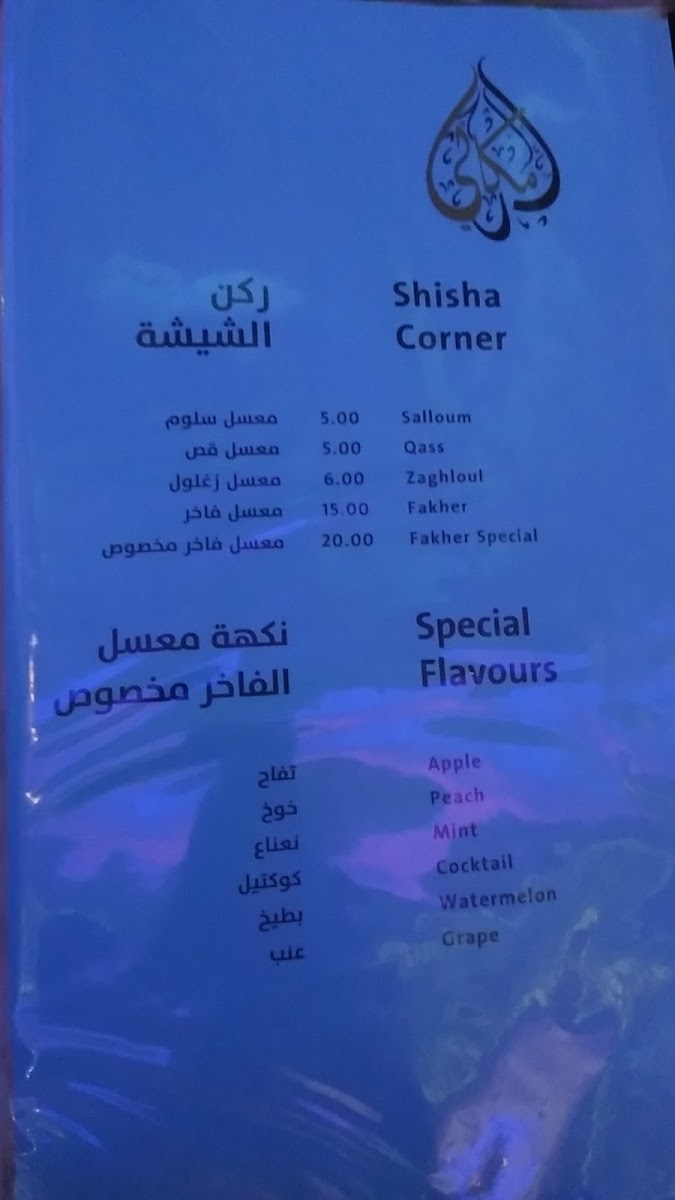 ركن
الشيشة
Shisha
Corner
معسل سلوم 5.00 Salloum
معسل قص 5.00 Qass
معسل زغلول 6.00 Zaghloul
معسل فاخر 15.00 Fakher
معسل فاخر مخصوص 20.00 Fakher Special
نكهة معسل
الفاخر مخصوص
Special
Flavours
تفاح Apple
خوخ Peach
نعناع Mint
كوكتيل Cocktail
بطيخ Watermelon
عنب Grape